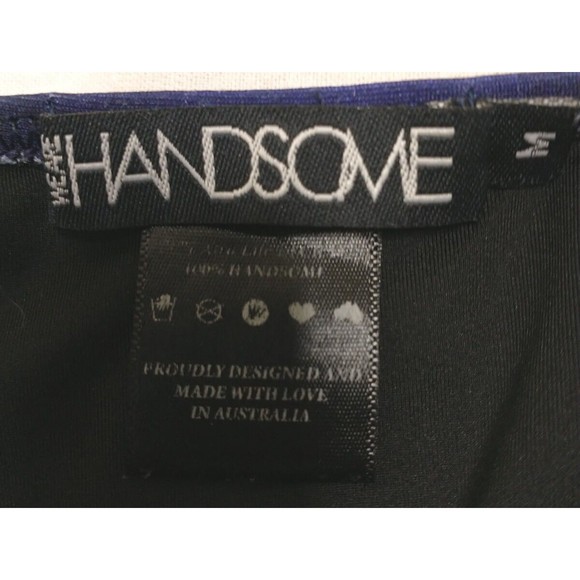 WE ARE
HANDSOME
M
100% HANDSOME
PROUDLY DESIGNED AND
MADE WITH LOVE
IN AUSTRALIA